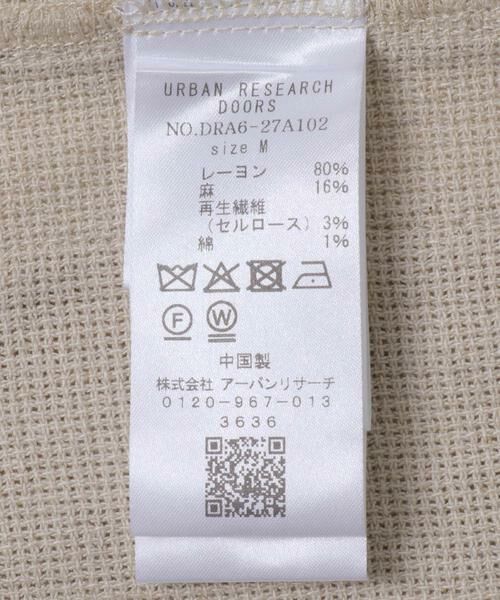 URBAN RESEARCH
DOORS
NO.DRA6-27A102
size M
レーヨン 80%
麻 16%
再生繊維
(セルロース) 3%
綿 1%
F W
中国製
株式会社 アーバンリサーチ
0120-967-013
3636